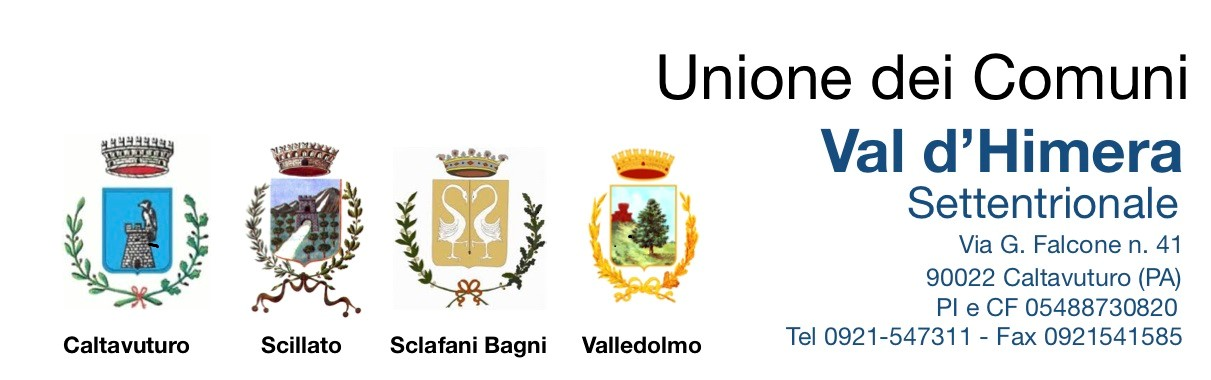 Unione dei Comuni
Val d’Himera
Settentrionale
Via G. Falcone n. 41
90022 Caltavuturo (PA)
PI e CF 05488730820
Tel 0921-547311 - Fax 0921541585
Caltavuturo Scillato Sclafani Bagni Valledolmo